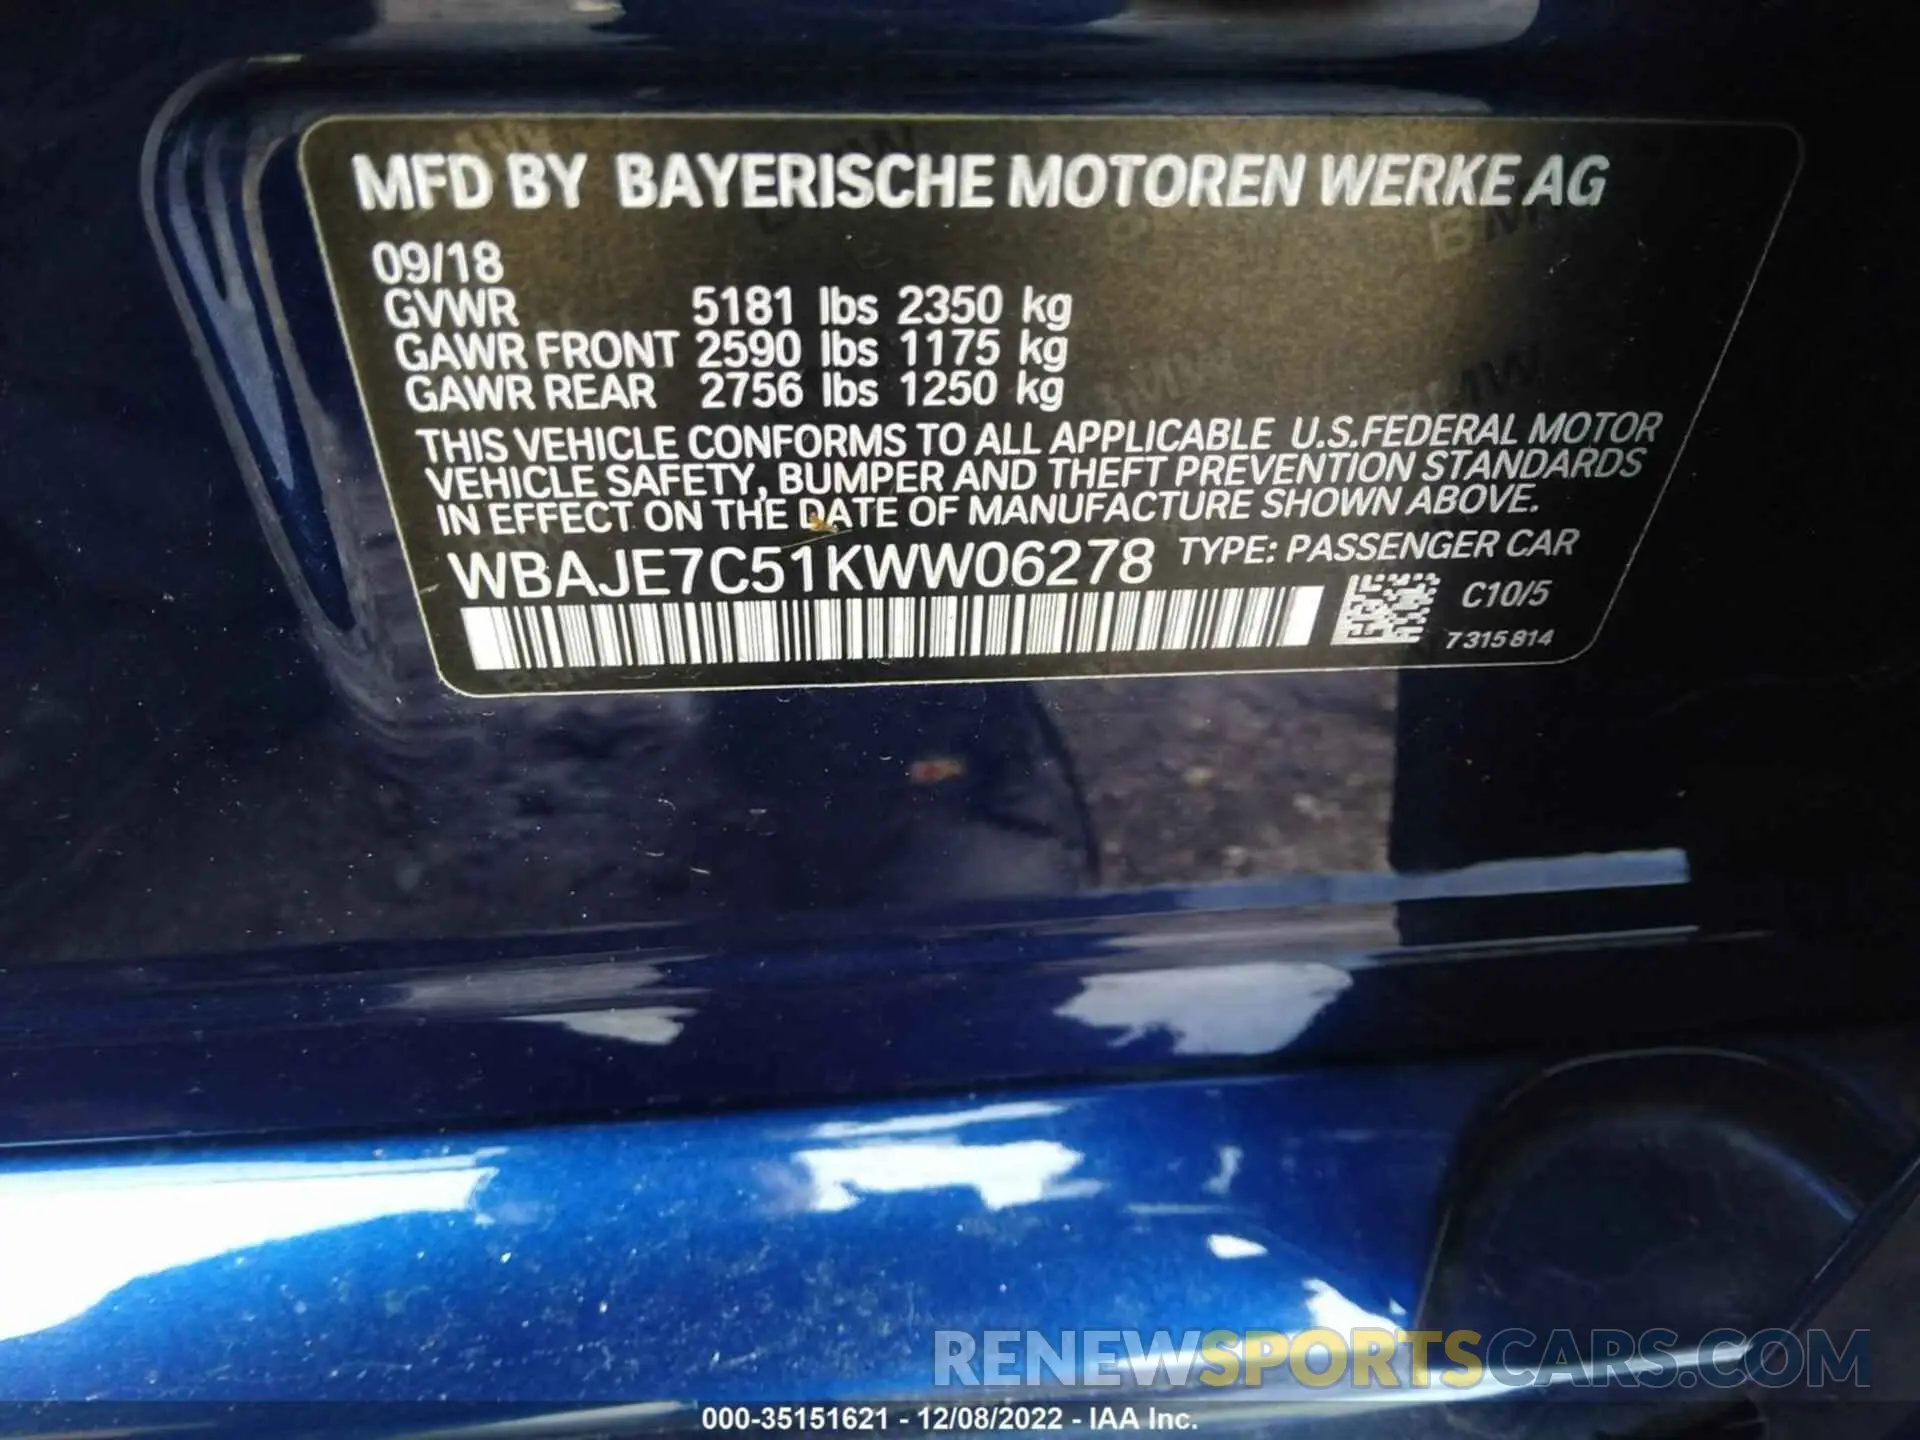 MFD BY BAYERISCHE MOTOREN WERKE AG
09/18
GVWR 5181 lbs 2350 kg
GAWR FRONT 2590 lbs 1175 kg
GAWR REAR 2756 lbs 1250 kg
THIS VEHICLE CONFORMS TO ALL APPLICABLE U.S.FEDERAL MOTOR
VEHICLE SAFETY, BUMPER AND THEFT PREVENTION STANDARDS
IN EFFECT ON THE DATE OF MANUFACTURE SHOWN ABOVE.
WBAJE7C51KWW06278 TYPE: PASSENGER CAR
C10/5
7 315 814
RENEWSPORTSCARS.COM
000-35151621 - 12/08/2022 - IAA Inc.